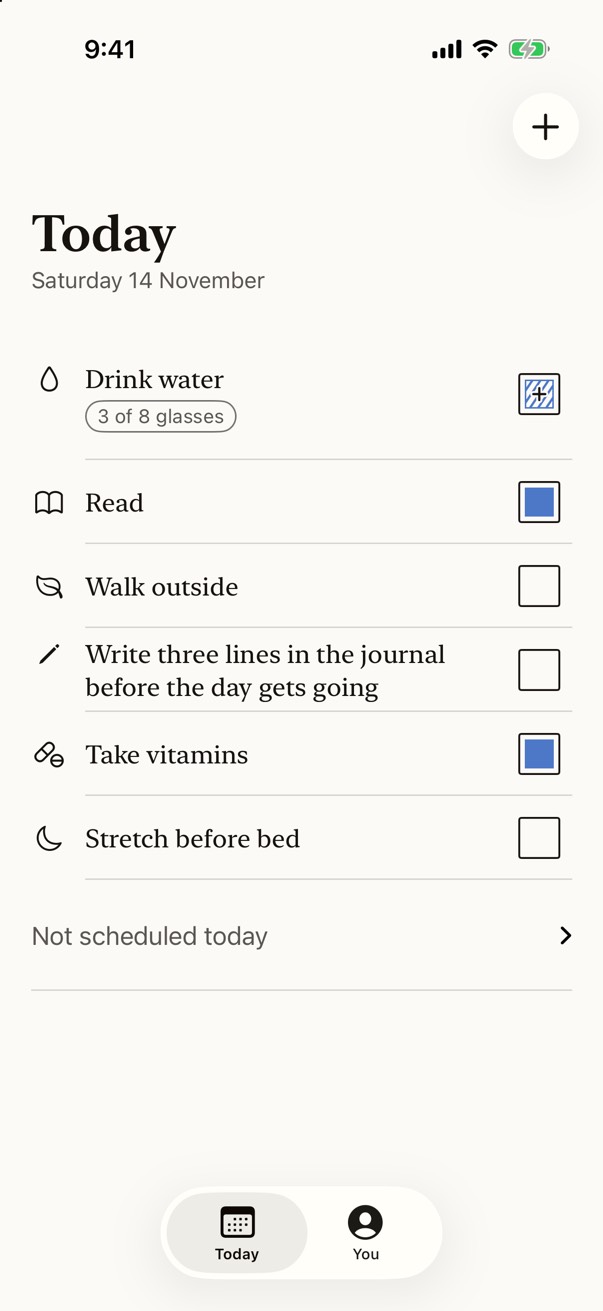 9:41
Today
Saturday 14 November
Drink water
3 of 8 glasses
Read
Walk outside
Write three lines in the journal
before the day gets going
Take vitamins
Stretch before bed
Not scheduled today
Today
You